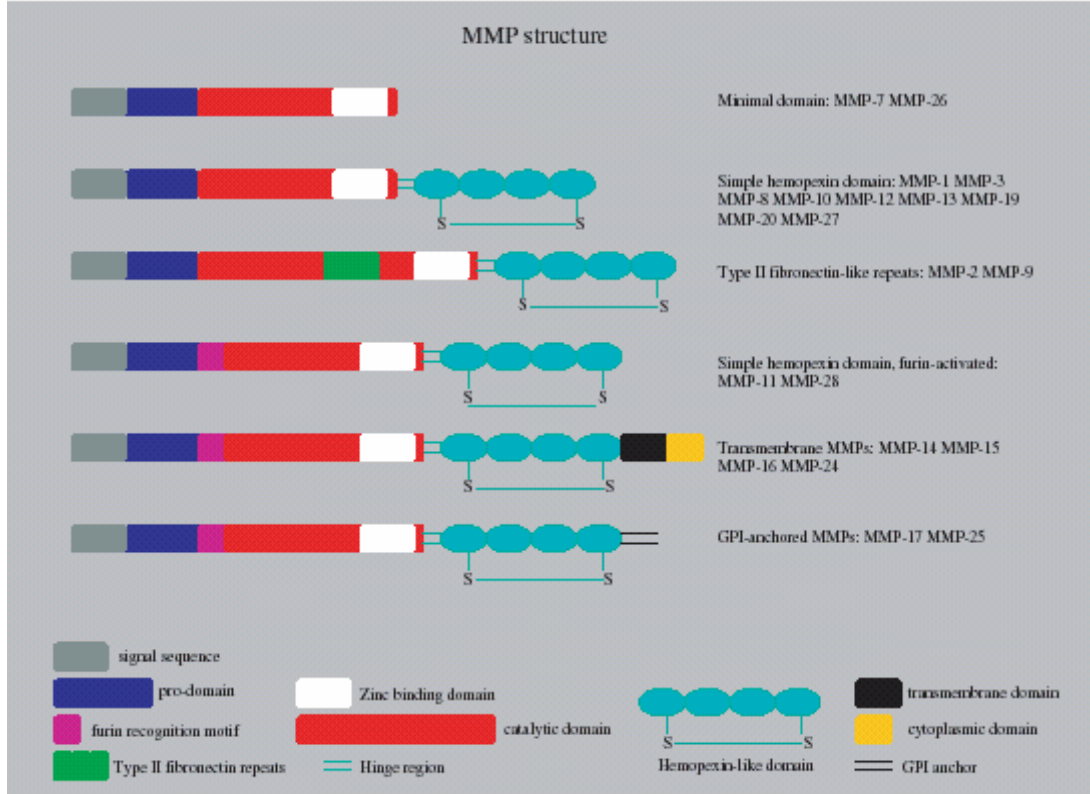 MMP structure
Minimal domain: MMP-7 MMP-26
Simple hemopexin domain: MMP-1 MMP-3
MMP-8 MMP-10 MMP-12 MMP-13 MMP-19
MMP-20 MMP-27
S S
Type II fibronectin-like repeats: MMP-2 MMP-9
S S
Simple hemopexin domain, furin-activated:
MMP-11 MMP-28
S S
Transmembrane MMPs: MMP-14 MMP-15
MMP-16 MMP-24
S S
GPI-anchored MMPs: MMP-17 MMP-25
S S
signal sequence
pro-domain
Zinc binding domain
transmembrane domain
furin recognition motif
catalytic domain
S S
cytoplasmic domain
Type II fibronectin repeats
Hinge region
Hemopexin-like domain
GPI anchor